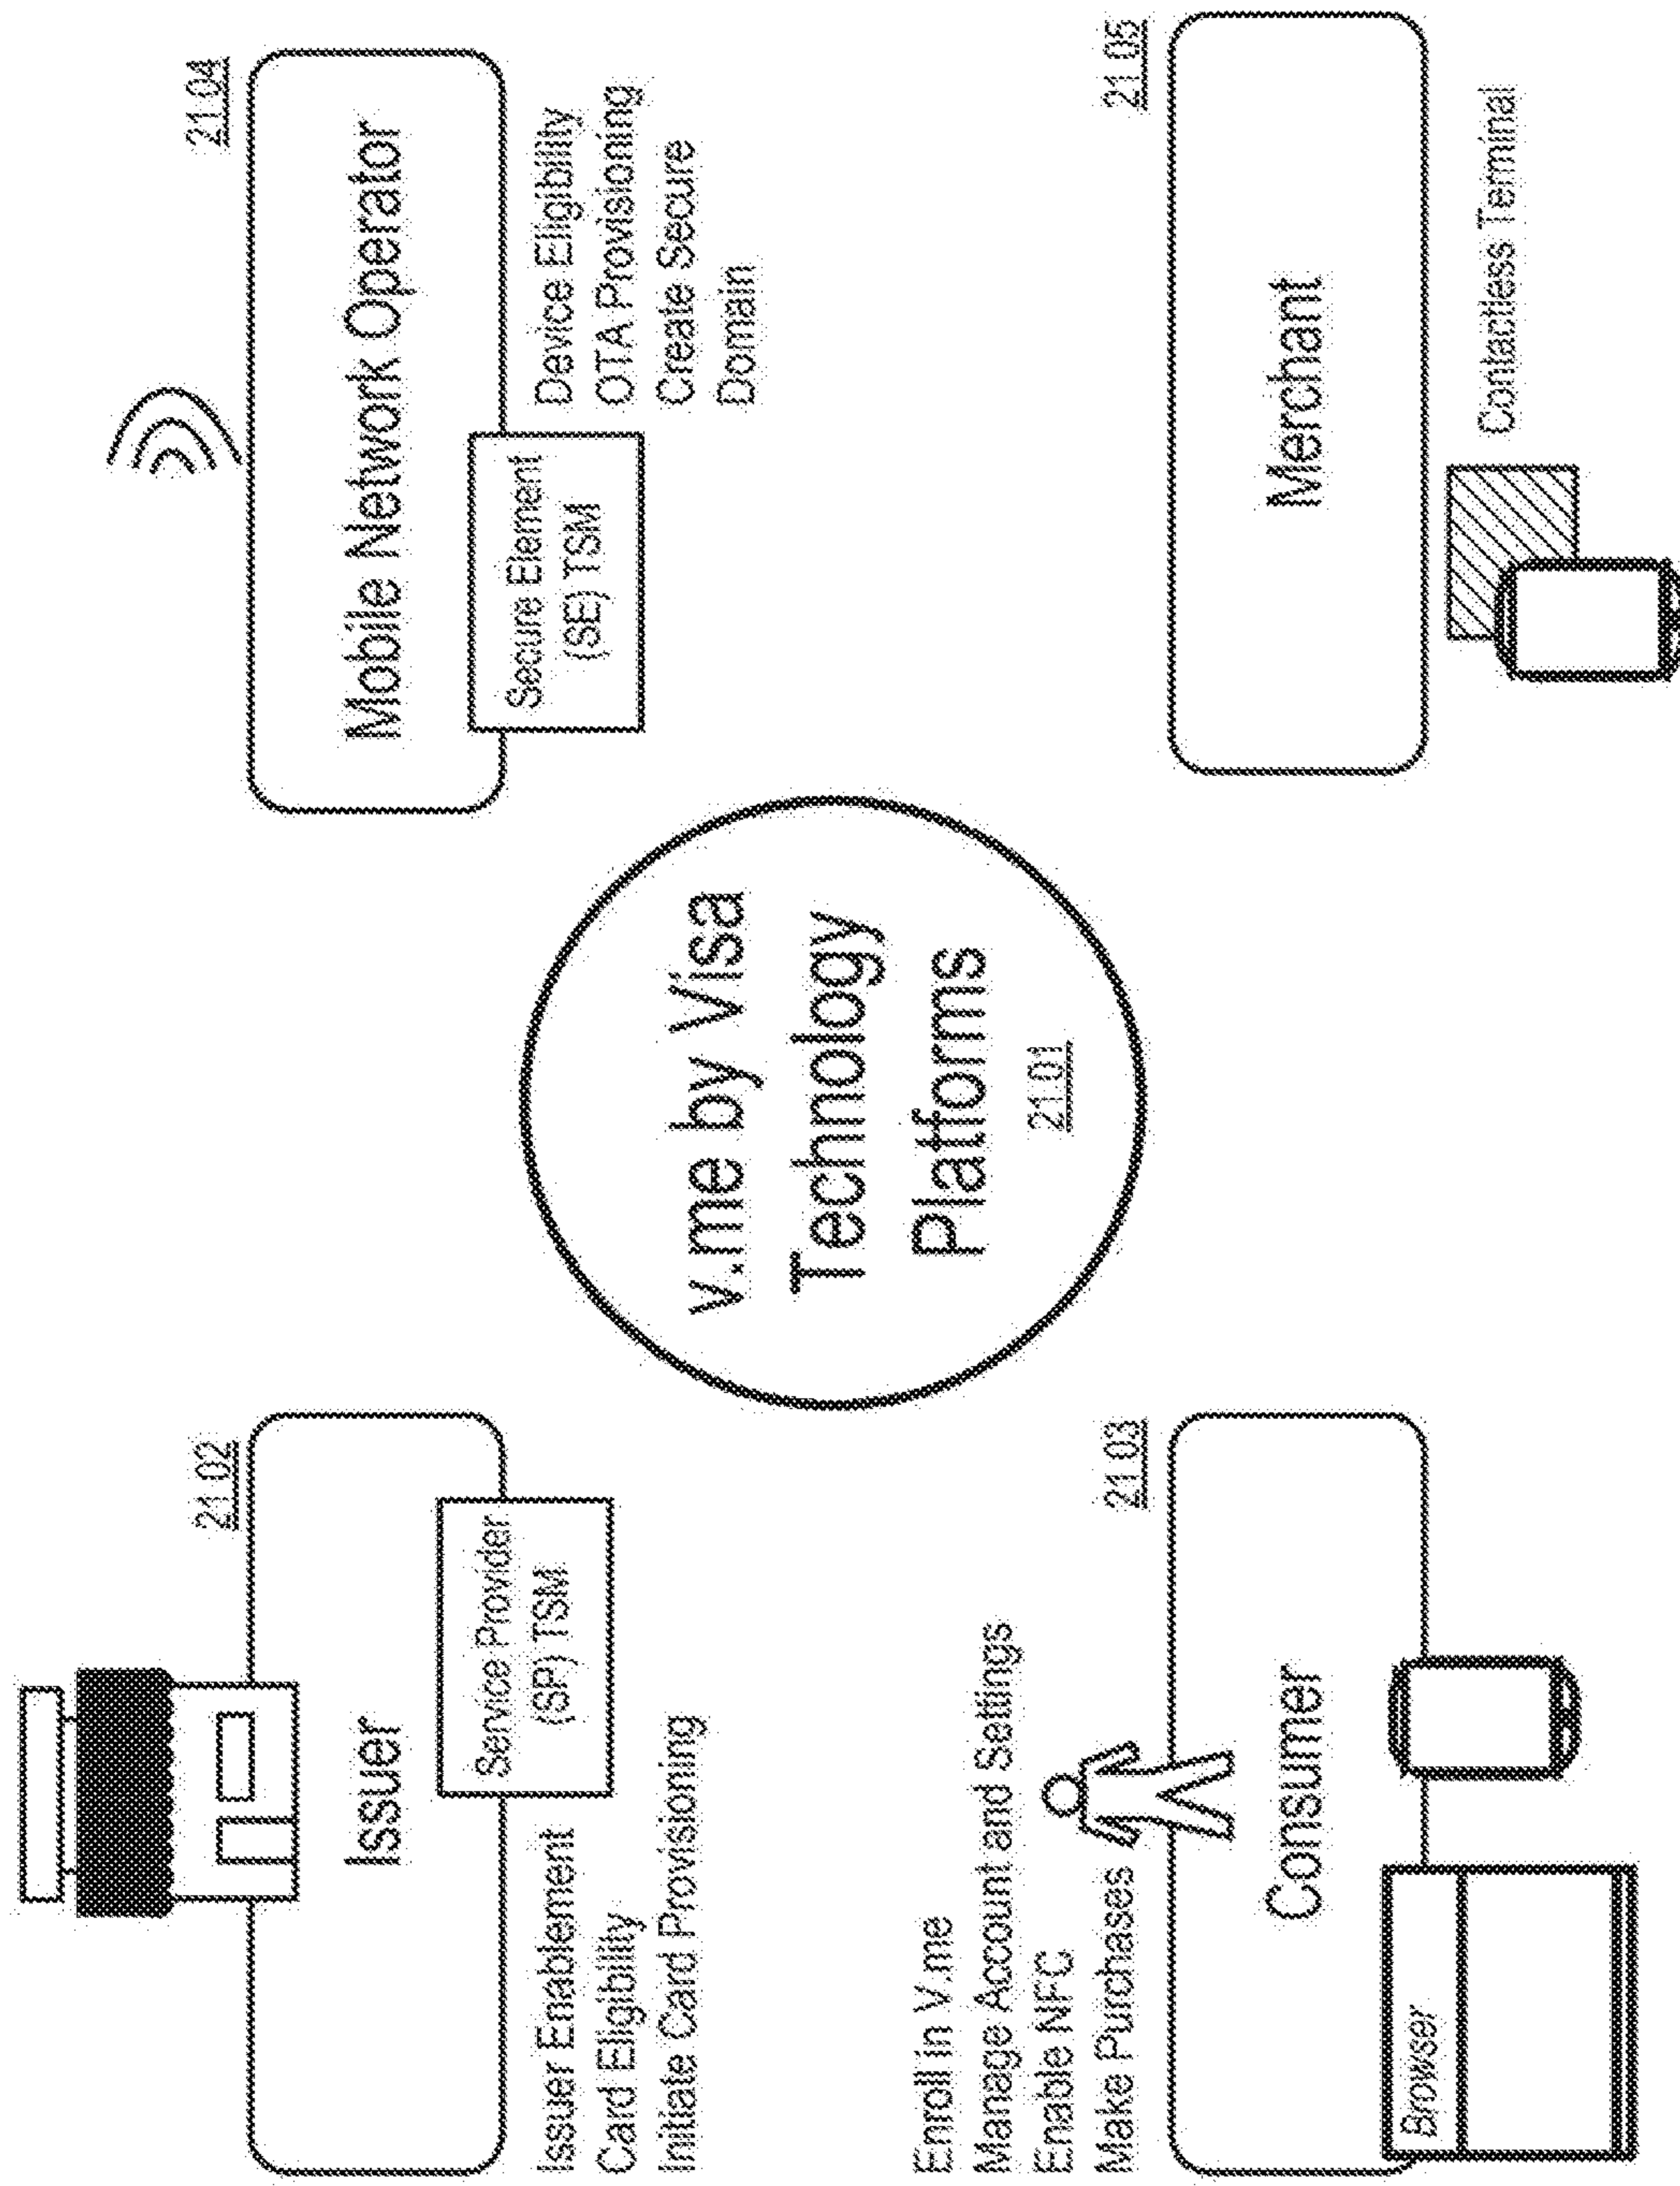 21 02
Issuer
Service Provider
(SP) TSM
Issuer Enablement
Card Eligibility
Initiate Card Provisioning
21 04
Mobile Network Operator
Secure Element
(SE) TSM
Device Eligibility
OTA Provisioning
Create Secure
Domain
v.me by Visa
Technology
Platforms
21 01
Enroll in V.me
Manage Account and Settings
Enable NFC
Make Purchases
21 03
Consumer
Browser
21 05
Merchant
Contactless Terminal